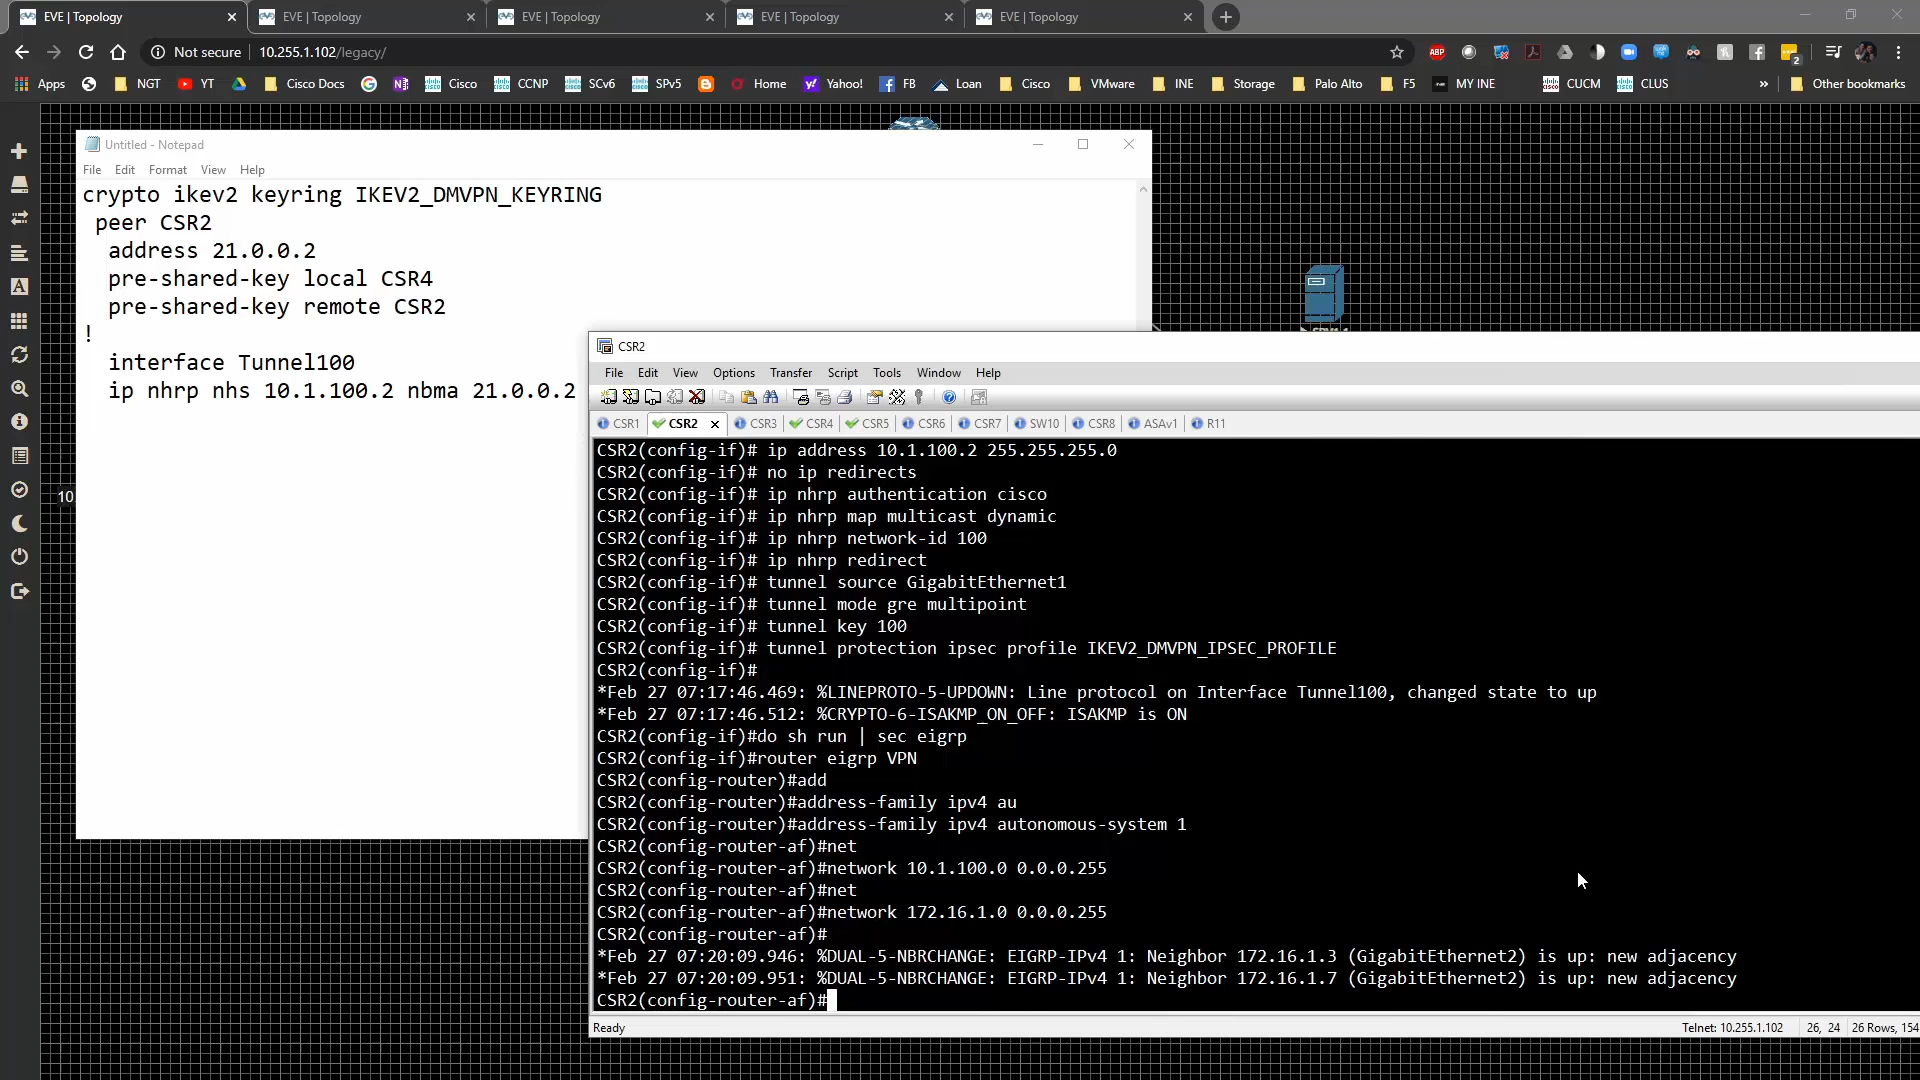 EVE | Topology
EVE | Topology
EVE | Topology
EVE | Topology
EVE | Topology
Not secure
10.255.1.102/legacy/
ABP
2
Apps
NGT
YT
Cisco Docs
Cisco
CCNP
SCv6
SPv5
Home
Yahoo!
FB
Loan
Cisco
VMware
INE
Storage
Palo Alto
F5
MY INE
CUCM
CLUS
»
Other bookmarks
Untitled - Notepad
File Edit Format View Help
crypto ikev2 keyring IKEV2_DMVPN_KEYRING
peer CSR2
address 21.0.0.2
pre-shared-key local CSR4
pre-shared-key remote CSR2
!
interface Tunnel100
ip nhrp nhs 10.1.100.2 nbma 21.0.0.2
10.
CSR2
File Edit View Options Transfer Script Tools Window Help
CSR1 CSR2 CSR3 CSR4 CSR5 CSR6 CSR7 SW10 CSR8 ASAv1 R11
CSR2(config-if)# ip address 10.1.100.2 255.255.255.0
CSR2(config-if)# no ip redirects
CSR2(config-if)# ip nhrp authentication cisco
CSR2(config-if)# ip nhrp map multicast dynamic
CSR2(config-if)# ip nhrp network-id 100
CSR2(config-if)# ip nhrp redirect
CSR2(config-if)# tunnel source GigabitEthernet1
CSR2(config-if)# tunnel mode gre multipoint
CSR2(config-if)# tunnel key 100
CSR2(config-if)# tunnel protection ipsec profile IKEV2_DMVPN_IPSEC_PROFILE
CSR2(config-if)#
*Feb 27 07:17:46.469: %LINEPROTO-5-UPDOWN: Line protocol on Interface Tunnel100, changed state to up
*Feb 27 07:17:46.512: %CRYPTO-6-ISAKMP_ON_OFF: ISAKMP is ON
CSR2(config-if)#do sh run | sec eigrp
CSR2(config-if)#router eigrp VPN
CSR2(config-router)#add
CSR2(config-router)#address-family ipv4 au
CSR2(config-router)#address-family ipv4 autonomous-system 1
CSR2(config-router-af)#net
CSR2(config-router-af)#network 10.1.100.0 0.0.0.255
CSR2(config-router-af)#net
CSR2(config-router-af)#network 172.16.1.0 0.0.0.255
CSR2(config-router-af)#
*Feb 27 07:20:09.946: %DUAL-5-NBRCHANGE: EIGRP-IPv4 1: Neighbor 172.16.1.3 (GigabitEthernet2) is up: new adjacency
*Feb 27 07:20:09.951: %DUAL-5-NBRCHANGE: EIGRP-IPv4 1: Neighbor 172.16.1.7 (GigabitEthernet2) is up: new adjacency
CSR2(config-router-af)#
Ready
Telnet: 10.255.1.102
26, 24
26 Rows, 154